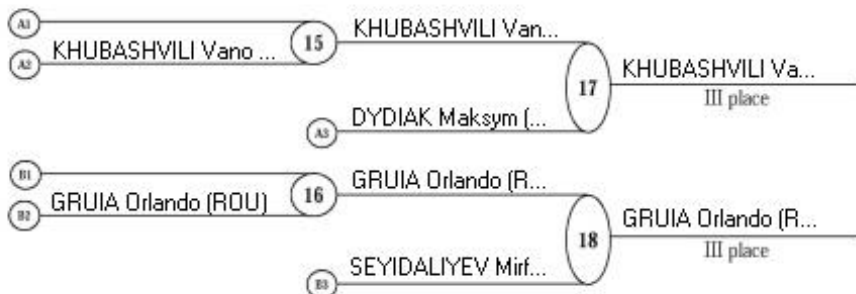 A1
15
KHUBASHVILI Van...
A2
KHUBASHVILI Vano ...
17
KHUBASHVILI Va...
III place
A3
DYDIAK Maksym (...
B1
16
GRUIA Orlando (R...
B2
GRUIA Orlando (ROU)
18
GRUIA Orlando (R...
III place
B3
SEYIDALIYEV Mirf...